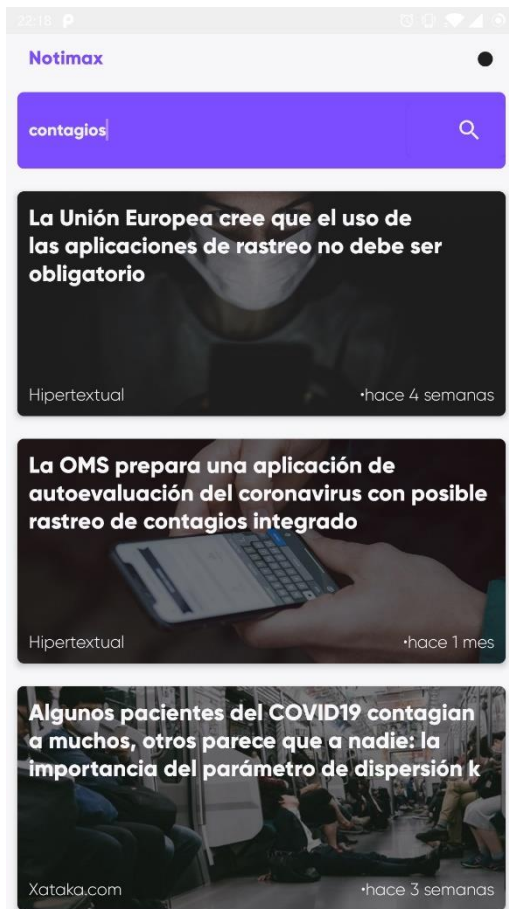 22:18
Notimax
contagios
La Unión Europea cree que el uso de
las aplicaciones de rastreo no debe ser
obligatorio
Hipertextual •hace 4 semanas
La OMS prepara una aplicación de
autoevaluación del coronavirus con posible
rastreo de contagios integrado
Hipertextual •hace 1 mes
Algunos pacientes del COVID19 contagian
a muchos, otros parece que a nadie: la
importancia del parámetro de dispersión k
Xataka.com •hace 3 semanas